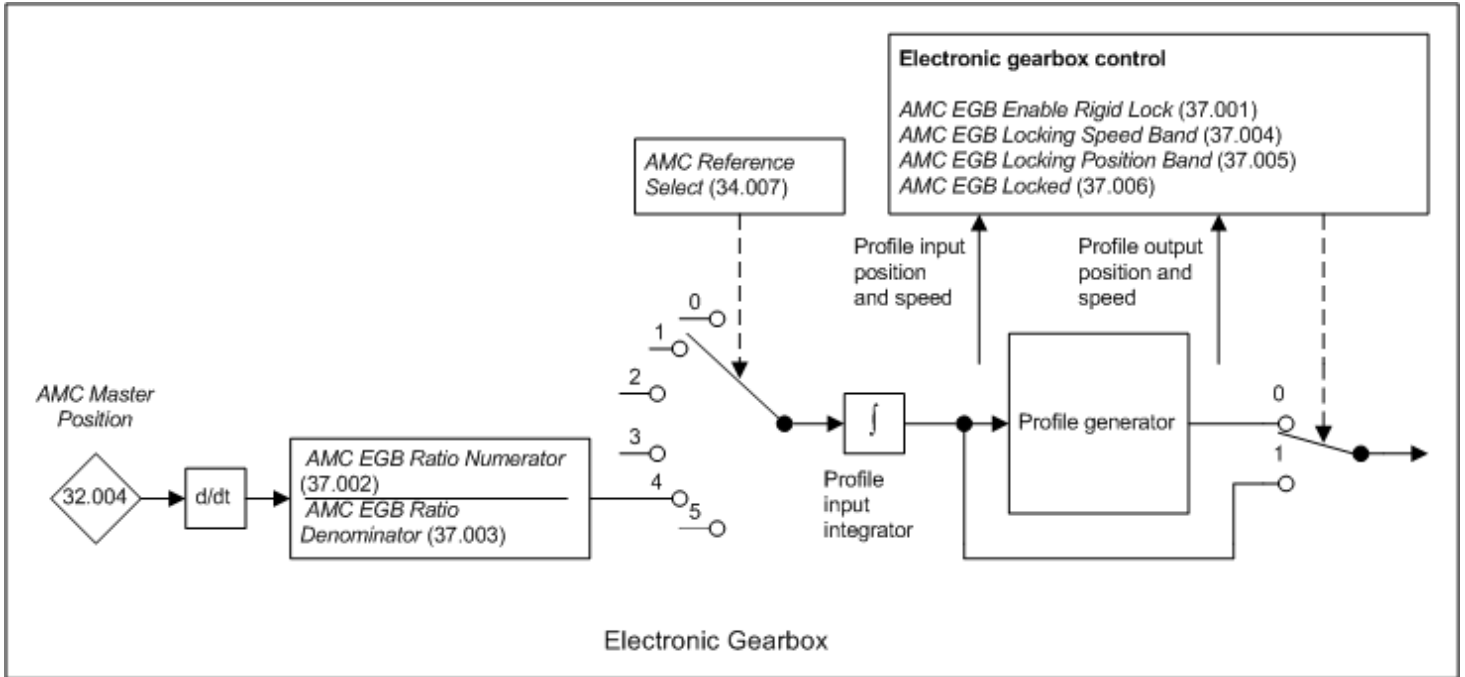 Electronic gearbox control
AMC EGB Enable Rigid Lock (37.001)
AMC EGB Locking Speed Band (37.004)
AMC EGB Locking Position Band (37.005)
AMC EGB Locked (37.006)
AMC Reference
Select (34.007)
Profile input
position
and speed
Profile output
position and
speed
0
1
2
3
4
5
AMC Master
Position
32.004
d/dt
AMC EGB Ratio Numerator
(37.002)
AMC EGB Ratio
Denominator (37.003)
∫
Profile
input
integrator
Profile generator
0
1
Electronic Gearbox